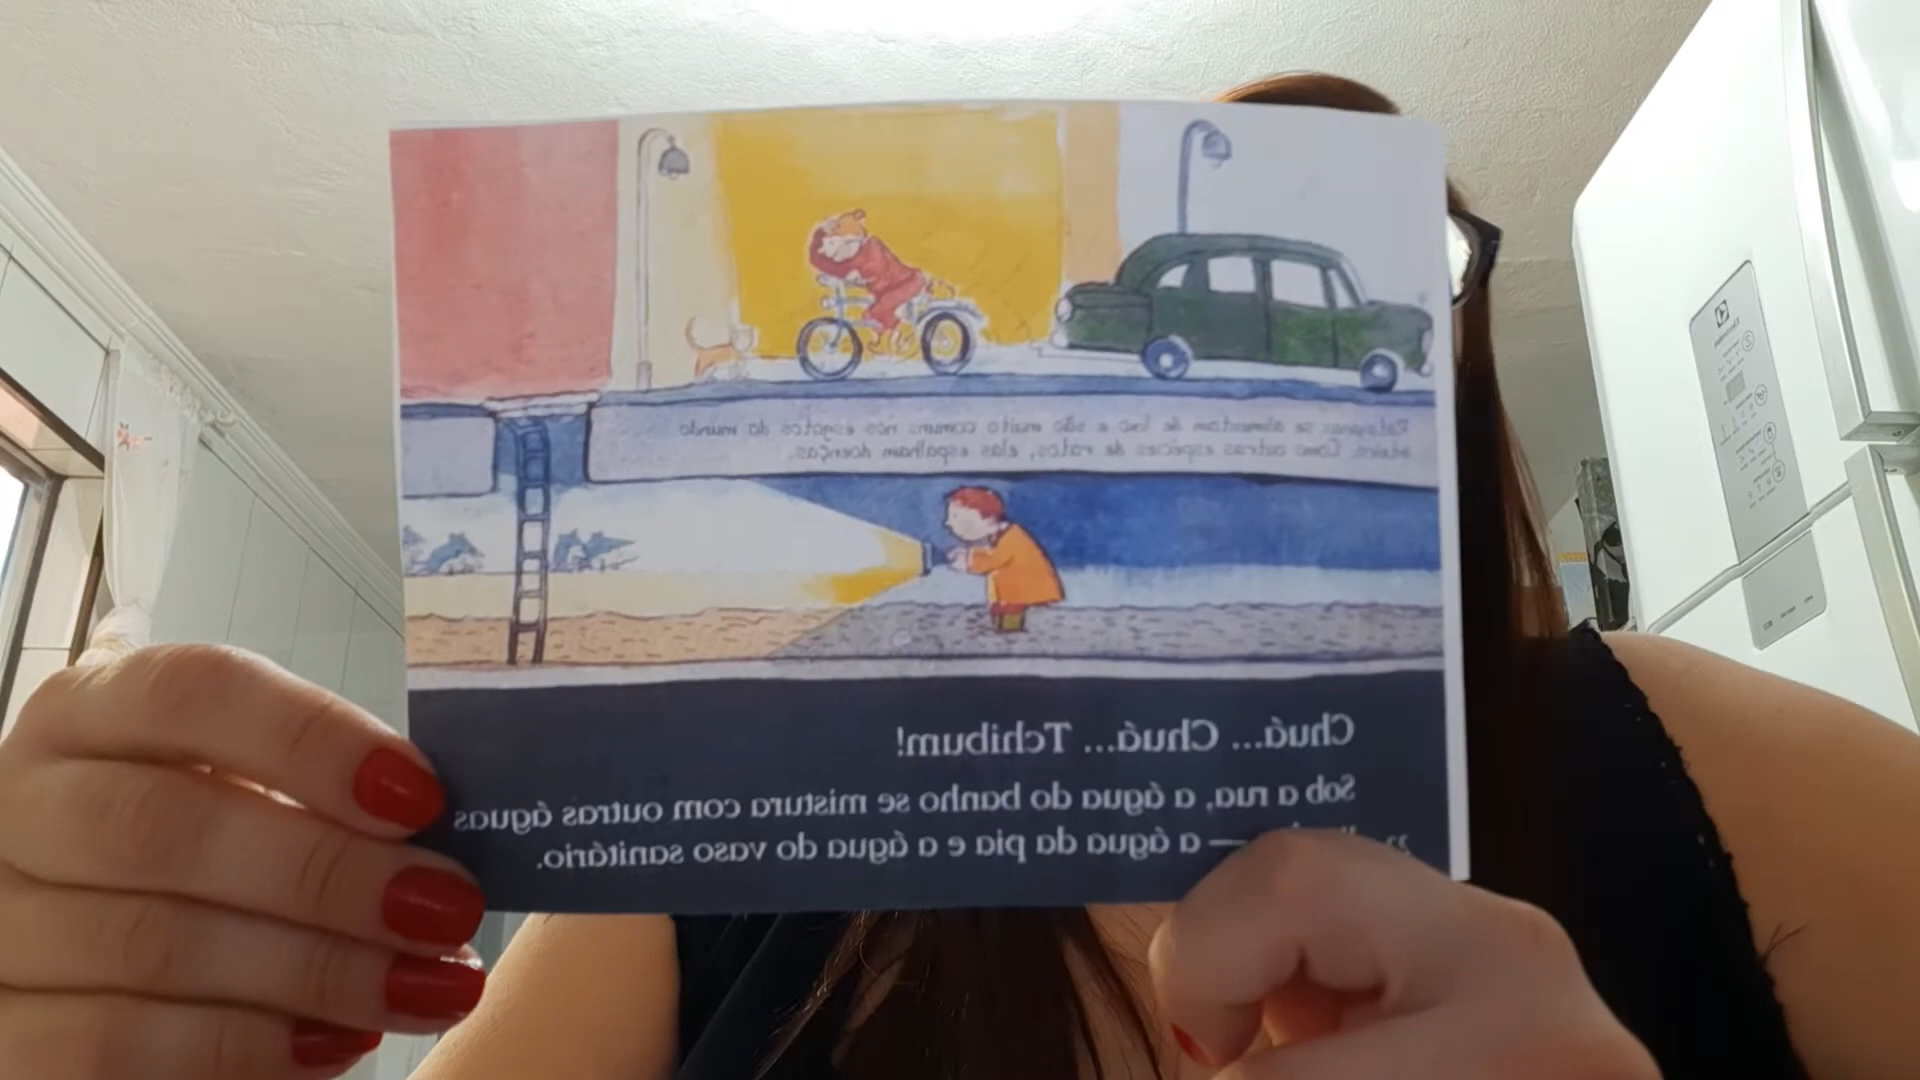 Ratazanas se alimentam de lixo e são muito comuns nos esgotos do mundo
inteiro. Como outras espécies de ratos, elas espalham doenças.
Chuá... Chuá... Tchibum!
Sob a rua, a água do banho se mistura com outras águas
— a água da pia e a água do vaso sanitário.
Electrolux